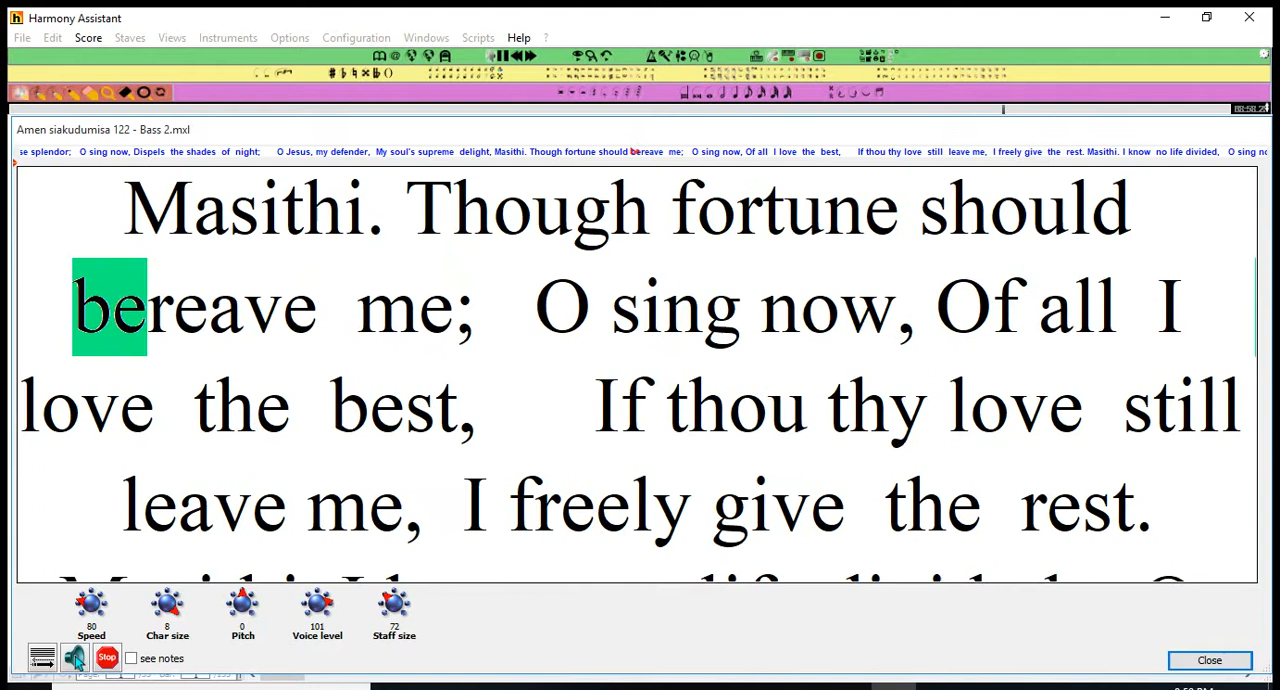 Harmony Assistant
File Edit Score Staves Views Instruments Options Configuration Windows Scripts Help ?
Amen siakudumisa 122 - Bass 2.mxl
se splendor; O sing now, Dispels the shades of night; O Jesus, my defender, My soul's supreme delight, Masithi. Though fortune should bereave me; O sing now, Of all I love the best, If thou thy love still leave me, I freely give the rest. Masithi. I know no life divided, O sing no
Masithi. Though fortune should
bereave me; O sing now, Of all I
love the best, If thou thy love still
leave me, I freely give the rest.
80 8 0 101 72
Speed Char size Pitch Voice level Staff size
Stop see notes
Close